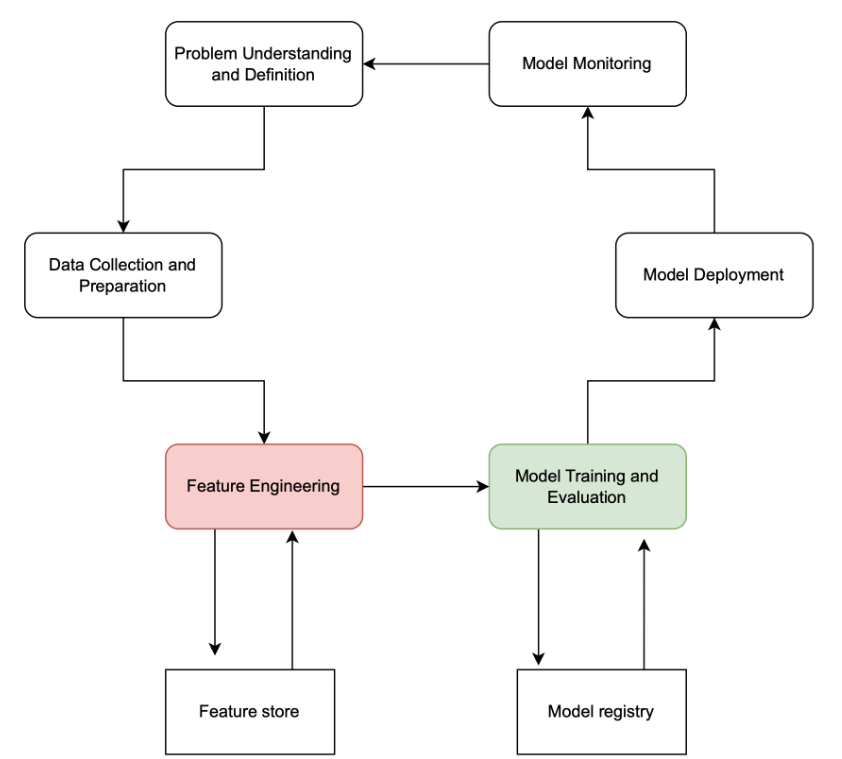 Problem Understanding
and Definition
Model Monitoring
Data Collection and
Preparation
Model Deployment
Feature Engineering
Model Training and
Evaluation
Feature store
Model registry